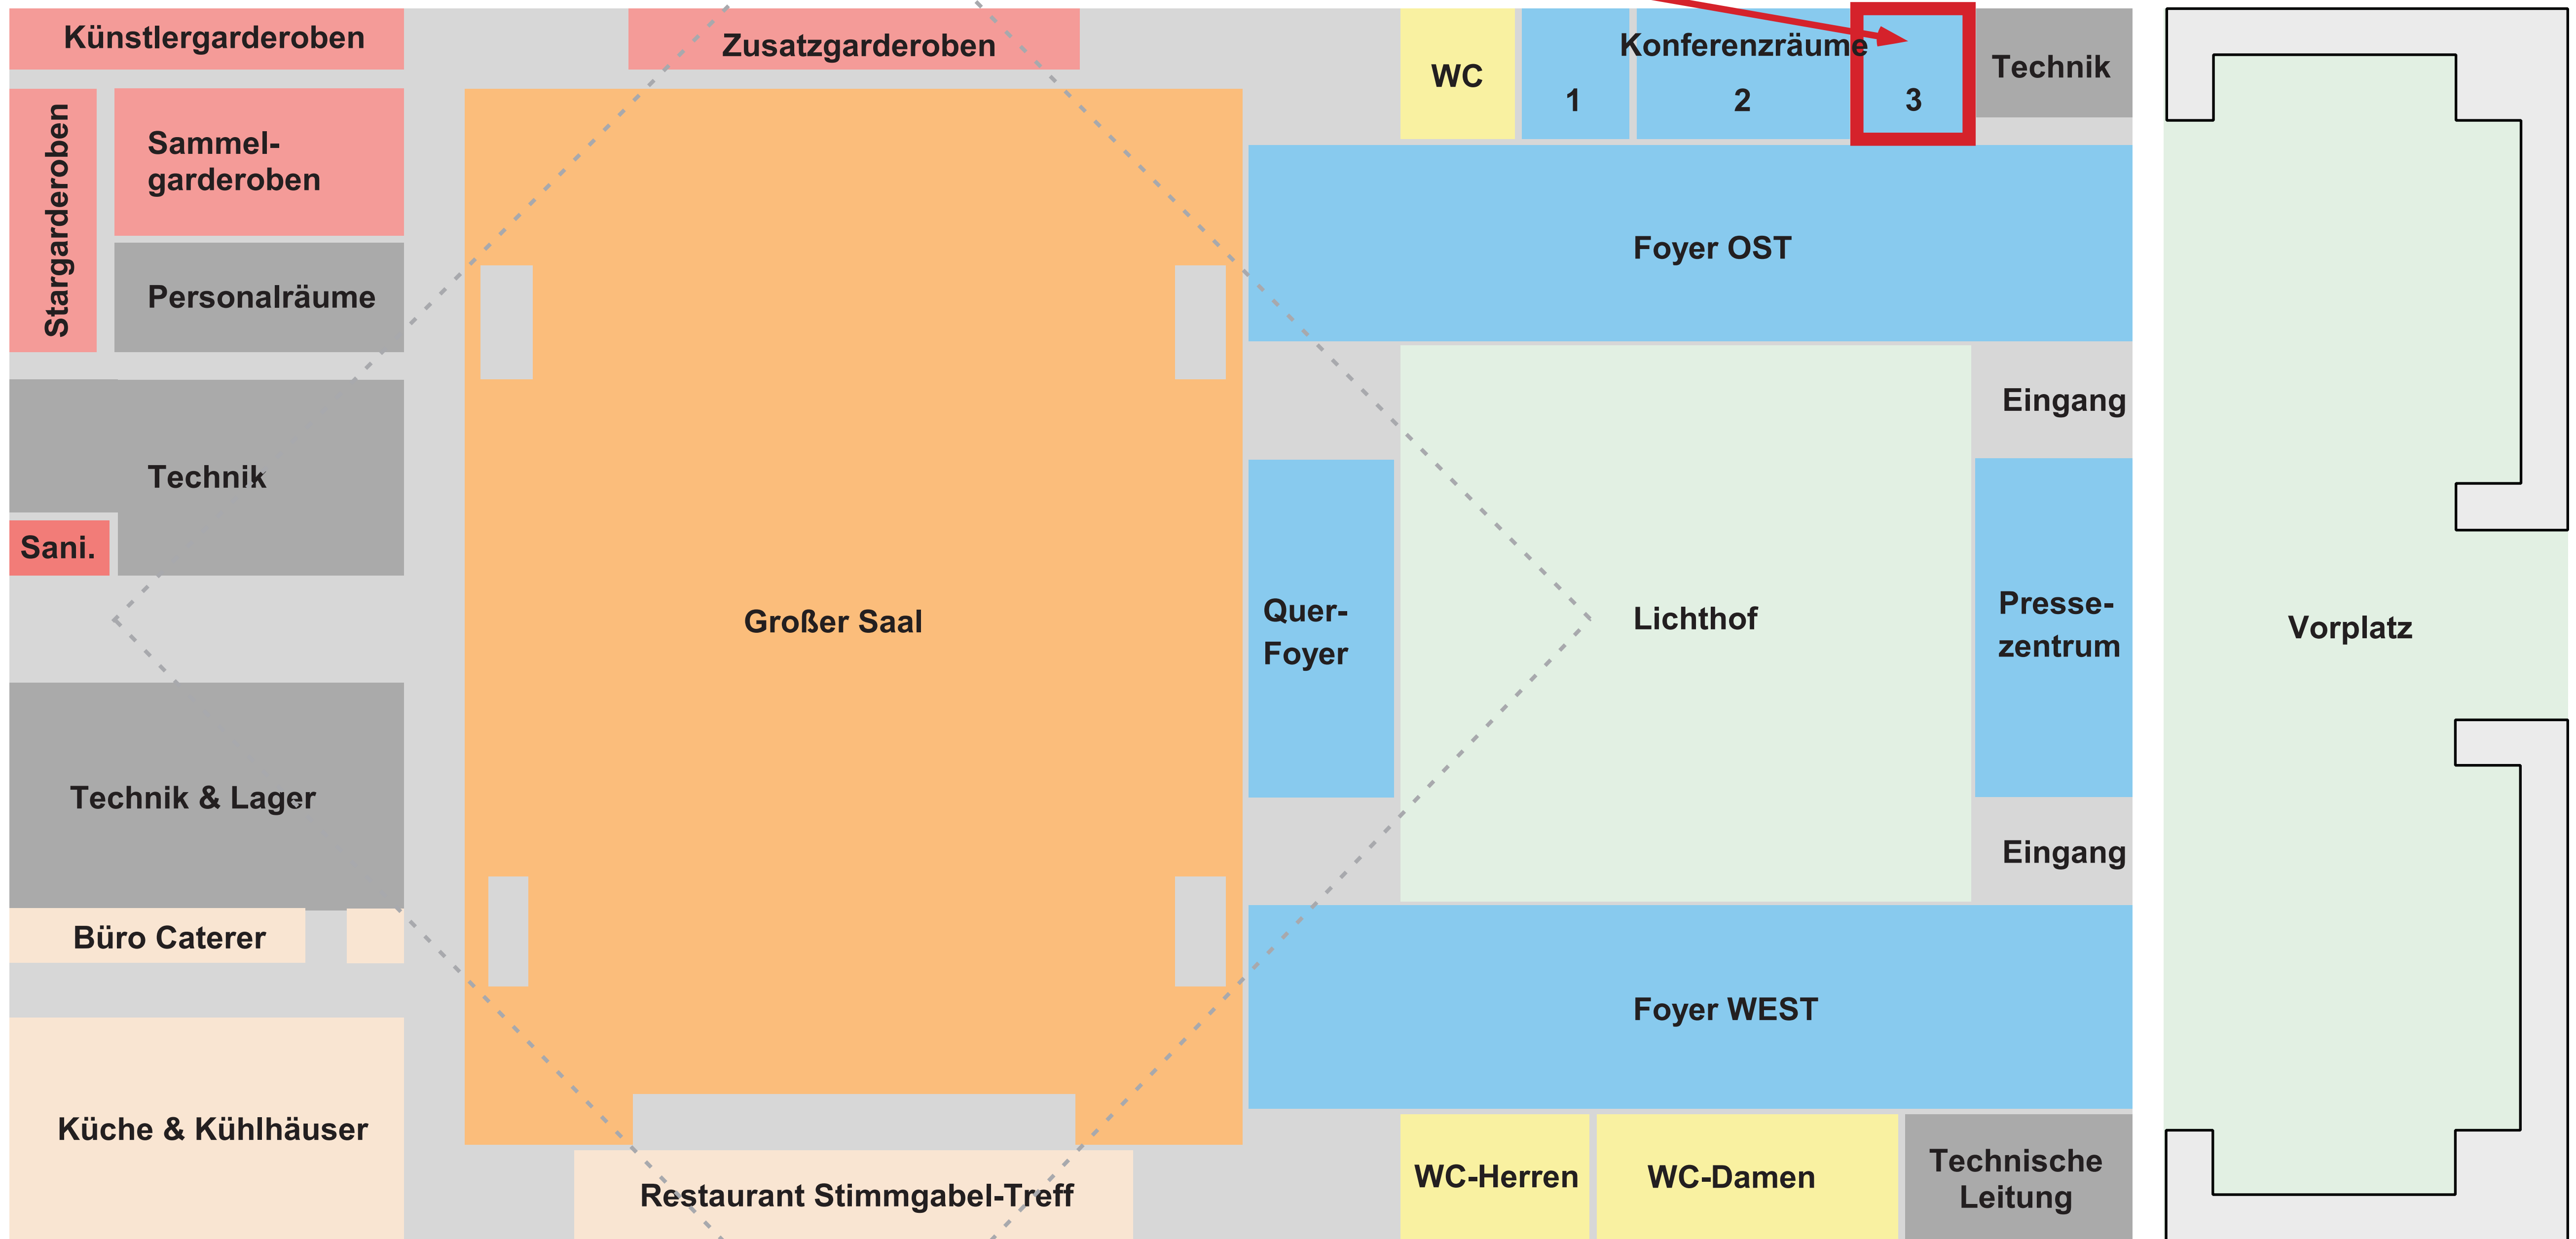 Künstlergarderoben
Zusatzgarderoben
Konferenzräume
WC
1
2
3
Technik
Stargarderoben
Sammel-
garderoben
Personalräume
Foyer OST
Eingang
Technik
Sani.
Großer Saal
Quer-
Foyer
Lichthof
Presse-
zentrum
Vorplatz
Technik & Lager
Eingang
Büro Caterer
Foyer WEST
Küche & Kühlhäuser
Restaurant Stimmgabel-Treff
WC-Herren
WC-Damen
Technische
Leitung